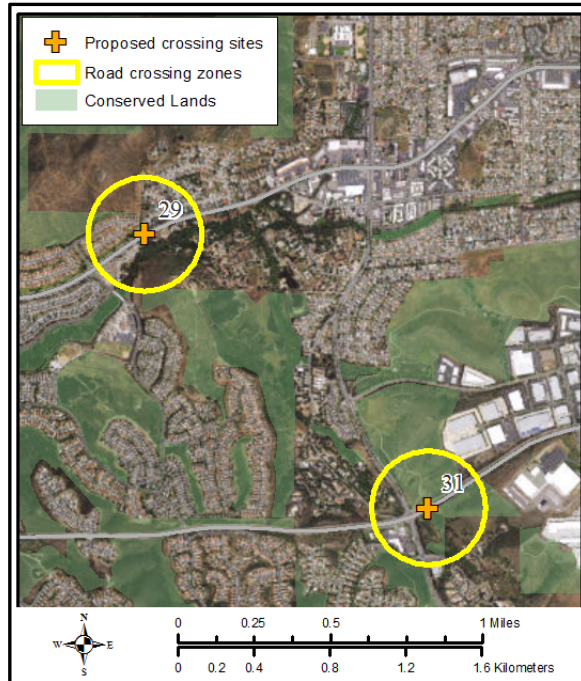 Proposed crossing sites
Road crossing zones
Conserved Lands
29
31
N
W E
S
0 0.25 0.5 1 Miles
0 0.2 0.4 0.8 1.2 1.6 Kilometers